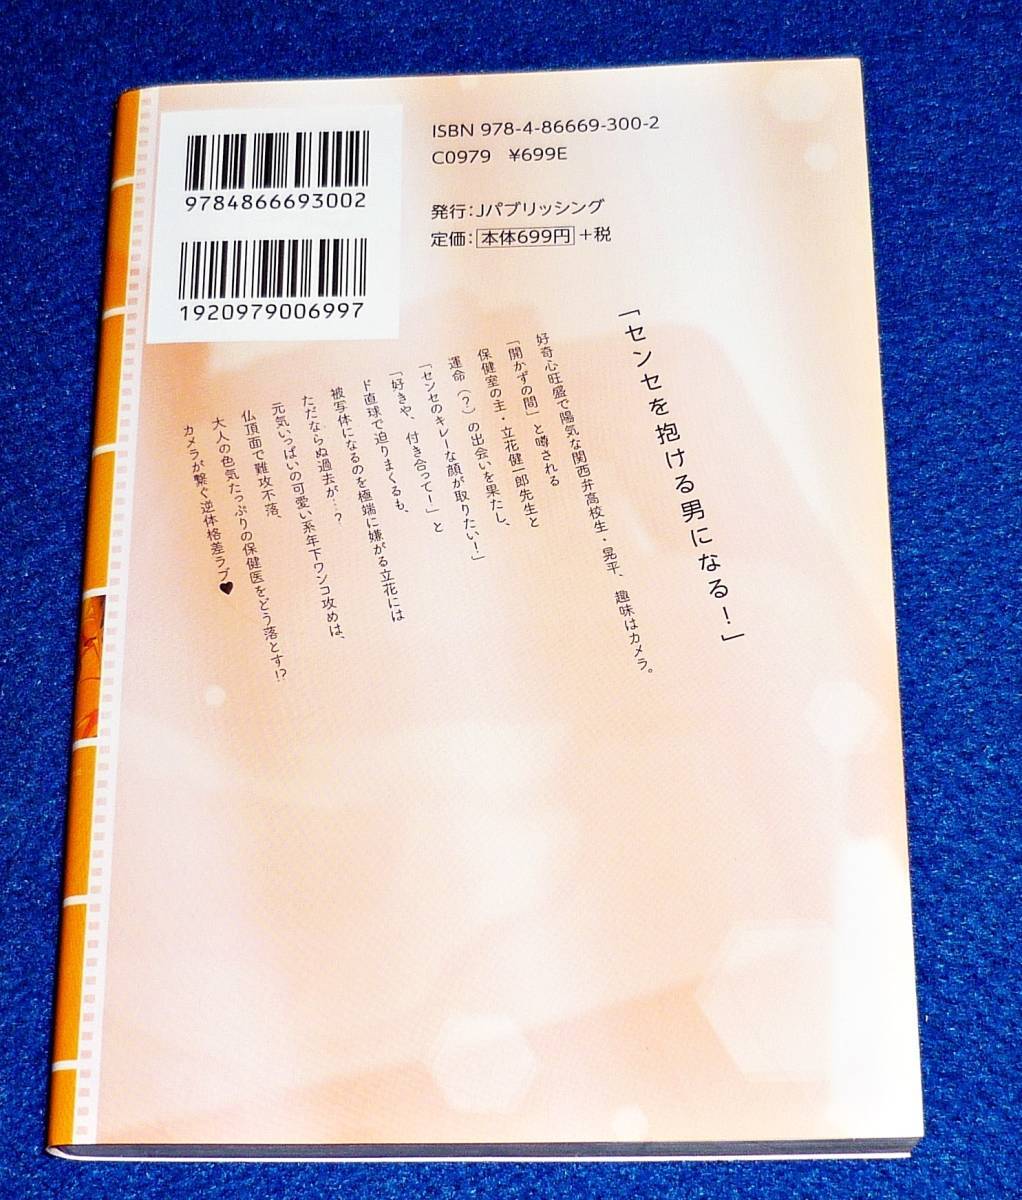 ISBN 978-4-86669-300-2
C0979 ¥699E
発行：Jパブリッシング
定価：本体699円+税
9784866693002
1920979006997
「センセを抱ける男になる！」
好奇心旺盛で陽気な関西弁高校生・晃平、趣味はカメラ。
「開かずの間」と噂される
保健室の主・立花健一郎先生と
運命（？）の出会いを果たし、
「センセのキレーな顔が取りたい！」
「好きや、付き合ってー」と
ド直球で迫りまくるも、
被写体になるのを極端に嫌がる立花には
ただならぬ過去が…？
元気いっぱいの可愛い系年下ワンコ攻めは、
仏頂面で難攻不落、
大人の色気たっぷりの保健医をどう落とす!?
カメラが繋ぐ逆体格差ラブ♥